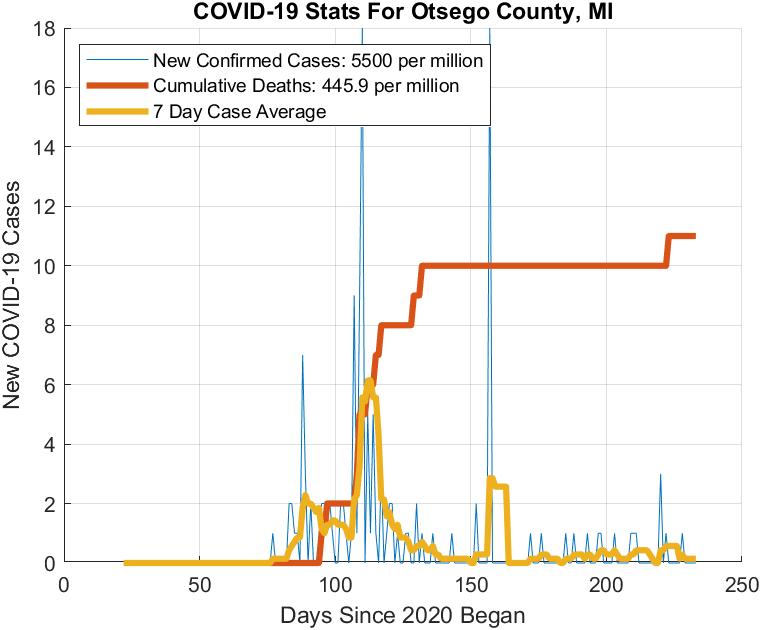 COVID-19 Stats For Otsego County, MI
New Confirmed Cases: 5500 per million
Cumulative Deaths: 445.9 per million
7 Day Case Average
New COVID-19 Cases
18
16
14
12
10
8
6
4
2
0
0 50 100 150 200 250
Days Since 2020 Began